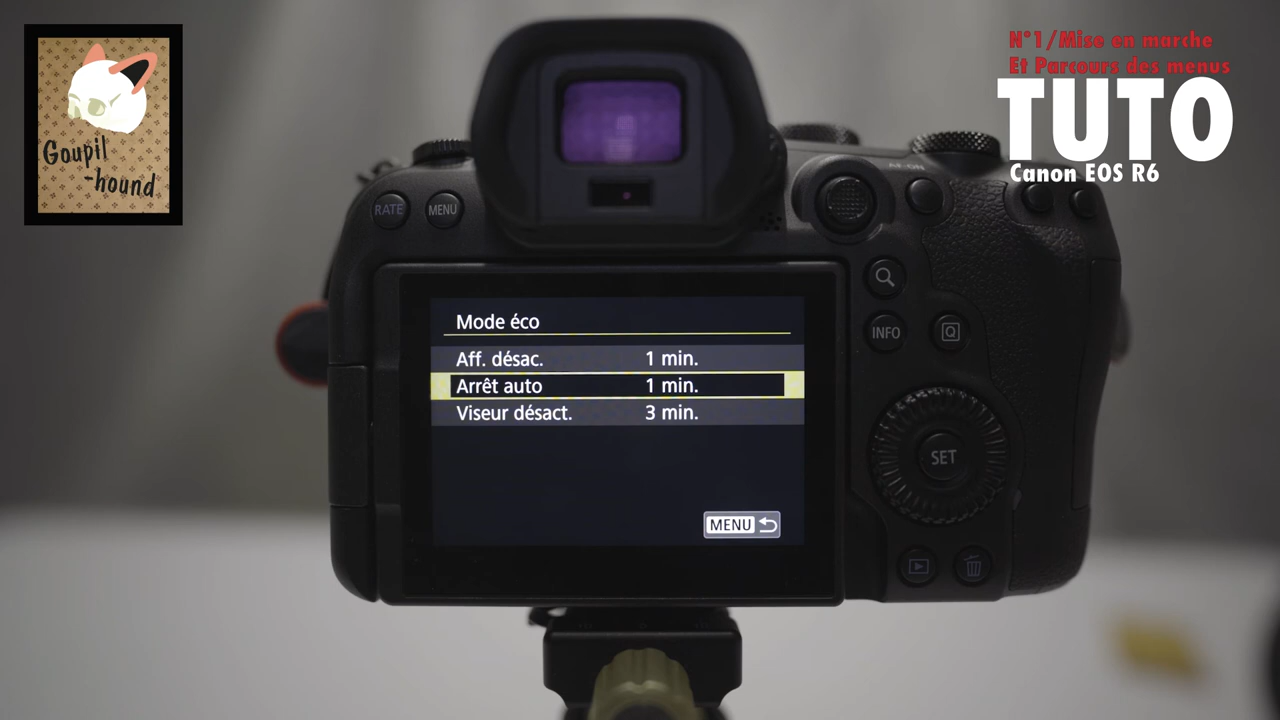 Goupil
-hound
N°1/Mise en marche
Et Parcours des menus
TUTO
Canon EOS R6
AF-ON
RATE
MENU
INFO
Q
SET
Mode éco
Aff. désac. 1 min.
Arrêt auto 1 min.
Viseur désact. 3 min.
MENU